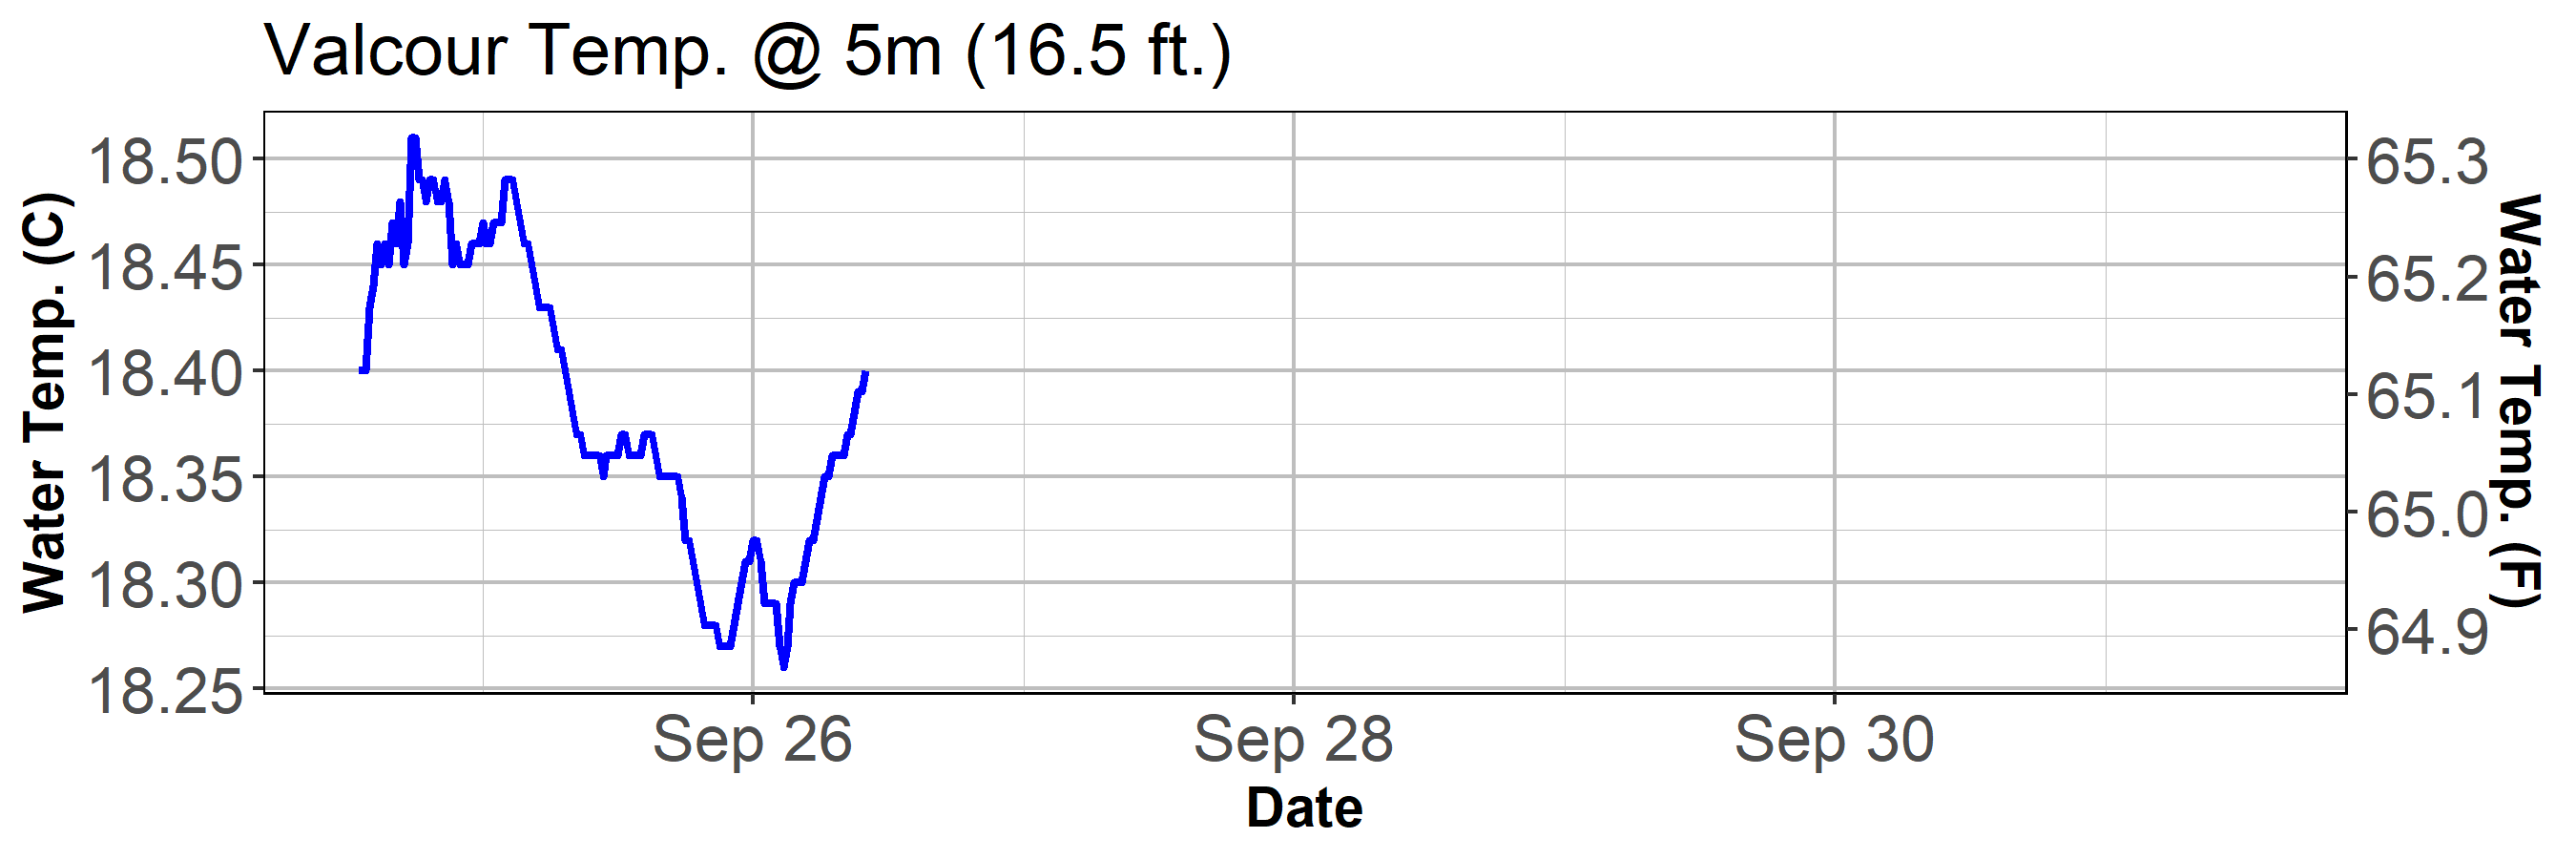 Valcour Temp. @ 5m (16.5 ft.)
Water Temp. (C)
18.50
18.45
18.40
18.35
18.30
18.25
65.3
65.2
65.1
65.0
64.9
Water Temp. (F)
Sep 26 Sep 28 Sep 30
Date